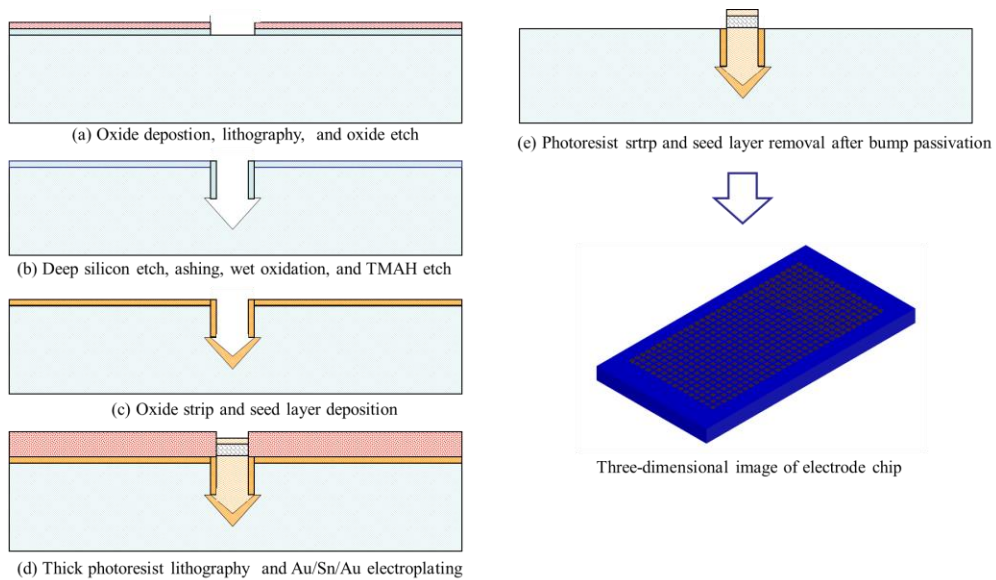 (a) Oxide depostion, lithography, and oxide etch
(b) Deep silicon etch, ashing, wet oxidation, and TMAH etch
(c) Oxide strip and seed layer deposition
(d) Thick photoresist lithography and Au/Sn/Au electroplating
(e) Photoresist srtrp and seed layer removal after bump passivation
Three-dimensional image of electrode chip